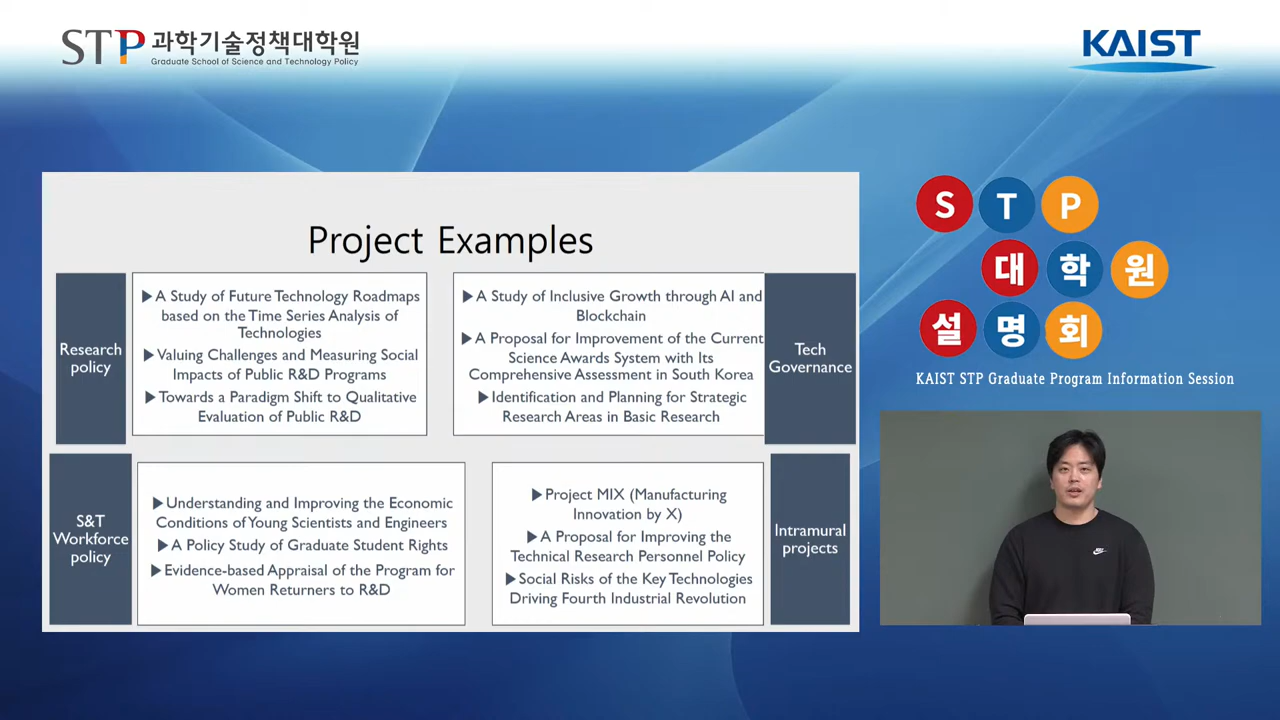 STP 과학기술정책대학원
Graduate School of Science and Technology Policy
KAIST
Project Examples
Research
policy
▶A Study of Future Technology Roadmaps
based on the Time Series Analysis of
Technologies
▶Valuing Challenges and Measuring Social
Impacts of Public R&D Programs
▶Towards a Paradigm Shift to Qualitative
Evaluation of Public R&D
▶A Study of Inclusive Growth through AI and
Blockchain
▶A Proposal for Improvement of the Current
Science Awards System with Its
Comprehensive Assessment in South Korea
▶Identification and Planning for Strategic
Research Areas in Basic Research
Tech
Governance
S&T
Workforce
policy
▶Understanding and Improving the Economic
Conditions of Young Scientists and Engineers
▶A Policy Study of Graduate Student Rights
▶Evidence-based Appraisal of the Program for
Women Returners to R&D
▶Project MIX (Manufacturing
Innovation by X)
▶A Proposal for Improving the
Technical Research Personnel Policy
▶Social Risks of the Key Technologies
Driving Fourth Industrial Revolution
Intramural
projects
STP
대학원
설명회
KAIST STP Graduate Program Information Session